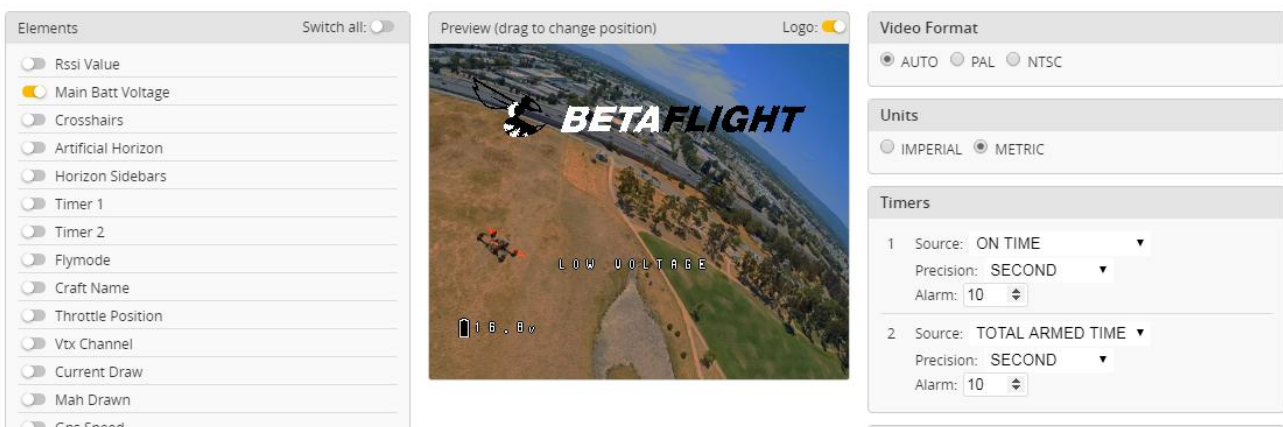 Elements Switch all:
Rssi Value
Main Batt Voltage
Crosshairs
Artificial Horizon
Horizon Sidebars
Timer 1
Timer 2
Flymode
Craft Name
Throttle Position
Vtx Channel
Current Draw
Mah Drawn
Gps Speed
Preview (drag to change position) Logo:
BETAFLIGHT
LOW VOLTAGE
16.8v
Video Format
AUTO PAL NTSC
Units
IMPERIAL METRIC
Timers
1 Source: ON TIME
Precision: SECOND
Alarm: 10
2 Source: TOTAL ARMED TIME
Precision: SECOND
Alarm: 10